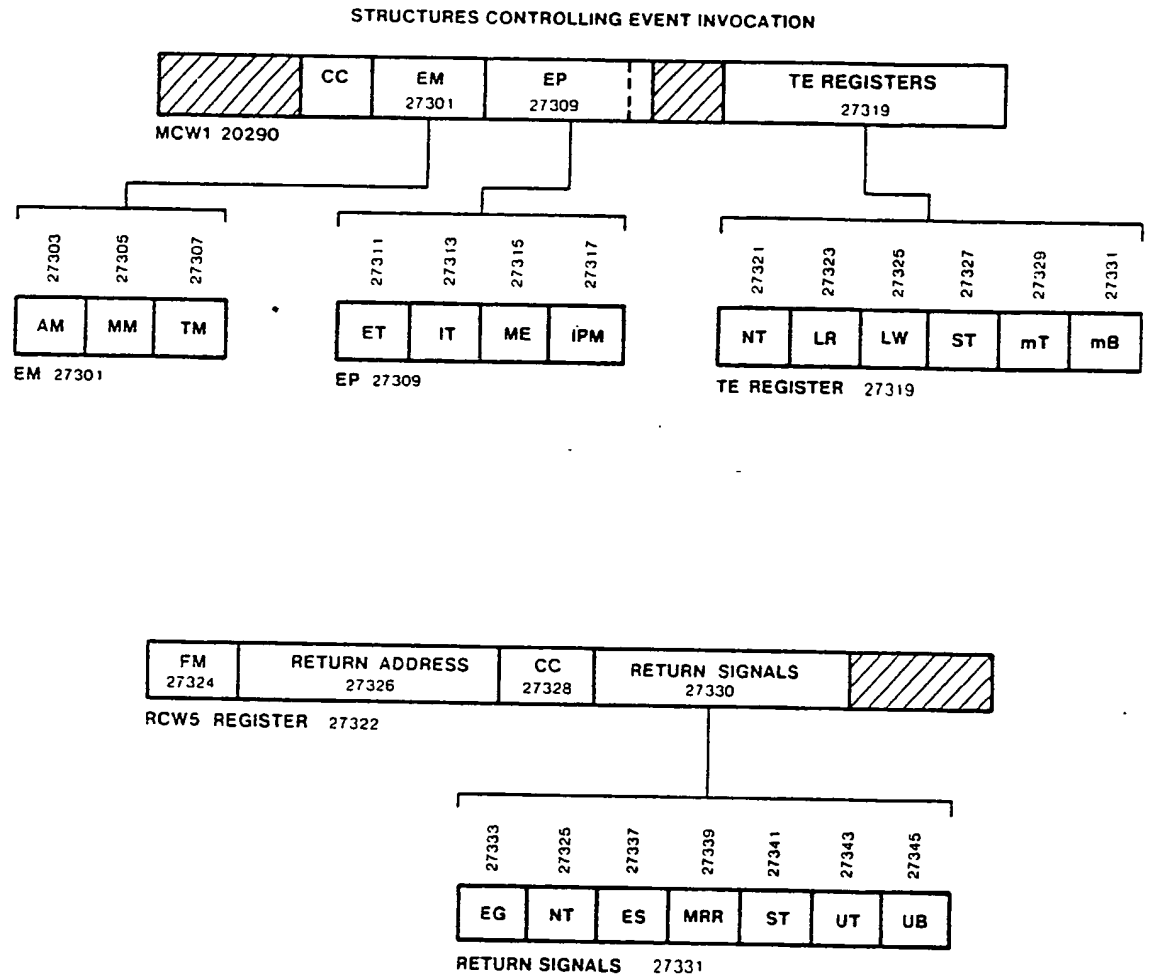 STRUCTURES CONTROLLING EVENT INVOCATION
CC
EM
27301
EP
27309
TE REGISTERS
27319
MCW1 20290
27303
27305
27307
AM
MM
TM
EM 27301
27311
27313
27315
27317
ET
IT
ME
IPM
EP 27309
27321
27323
27325
27327
27329
27331
NT
LR
LW
ST
mT
mB
TE REGISTER 27319
FM
27324
RETURN ADDRESS
27326
CC
27328
RETURN SIGNALS
27330
RCW5 REGISTER 27322
27333
27325
27337
27339
27341
27343
27345
EG
NT
ES
MRR
ST
UT
UB
RETURN SIGNALS 27331